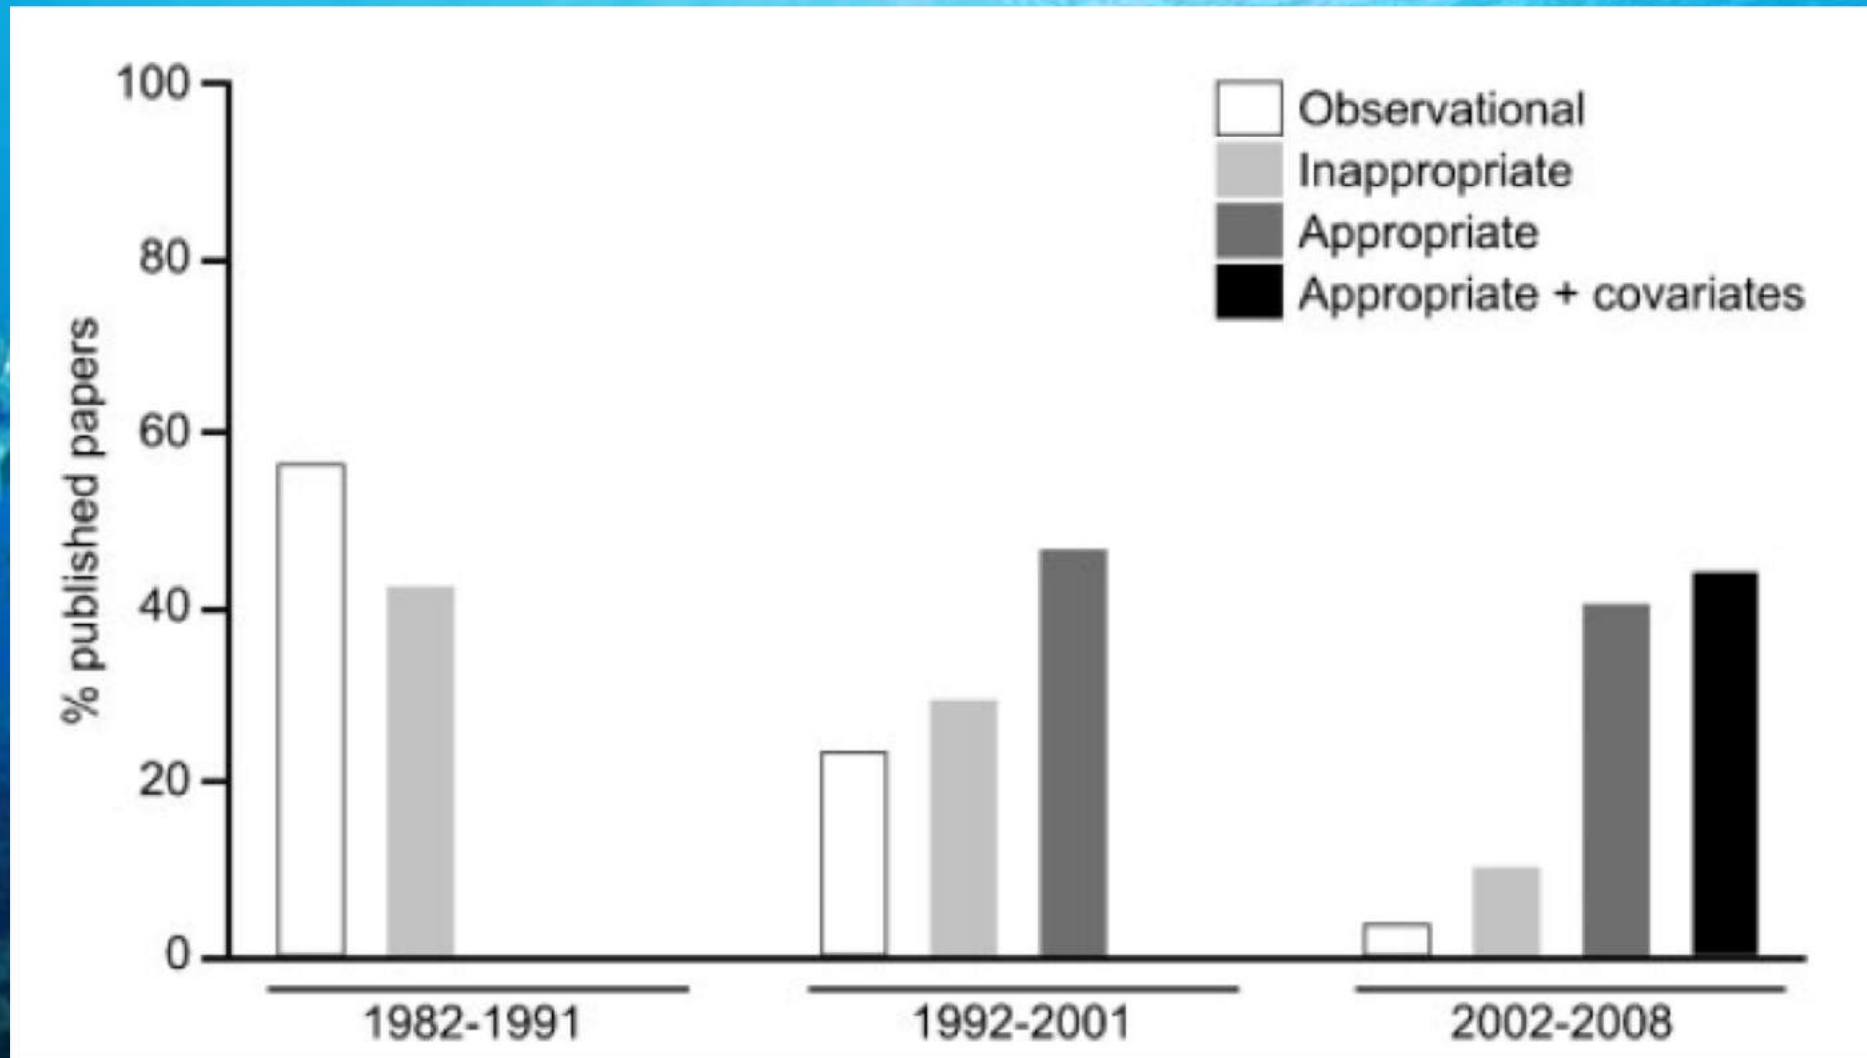 100
80
60
40
20
0
% published papers
Observational
Inappropriate
Appropriate
Appropriate + covariates
1982-1991
1992-2001
2002-2008